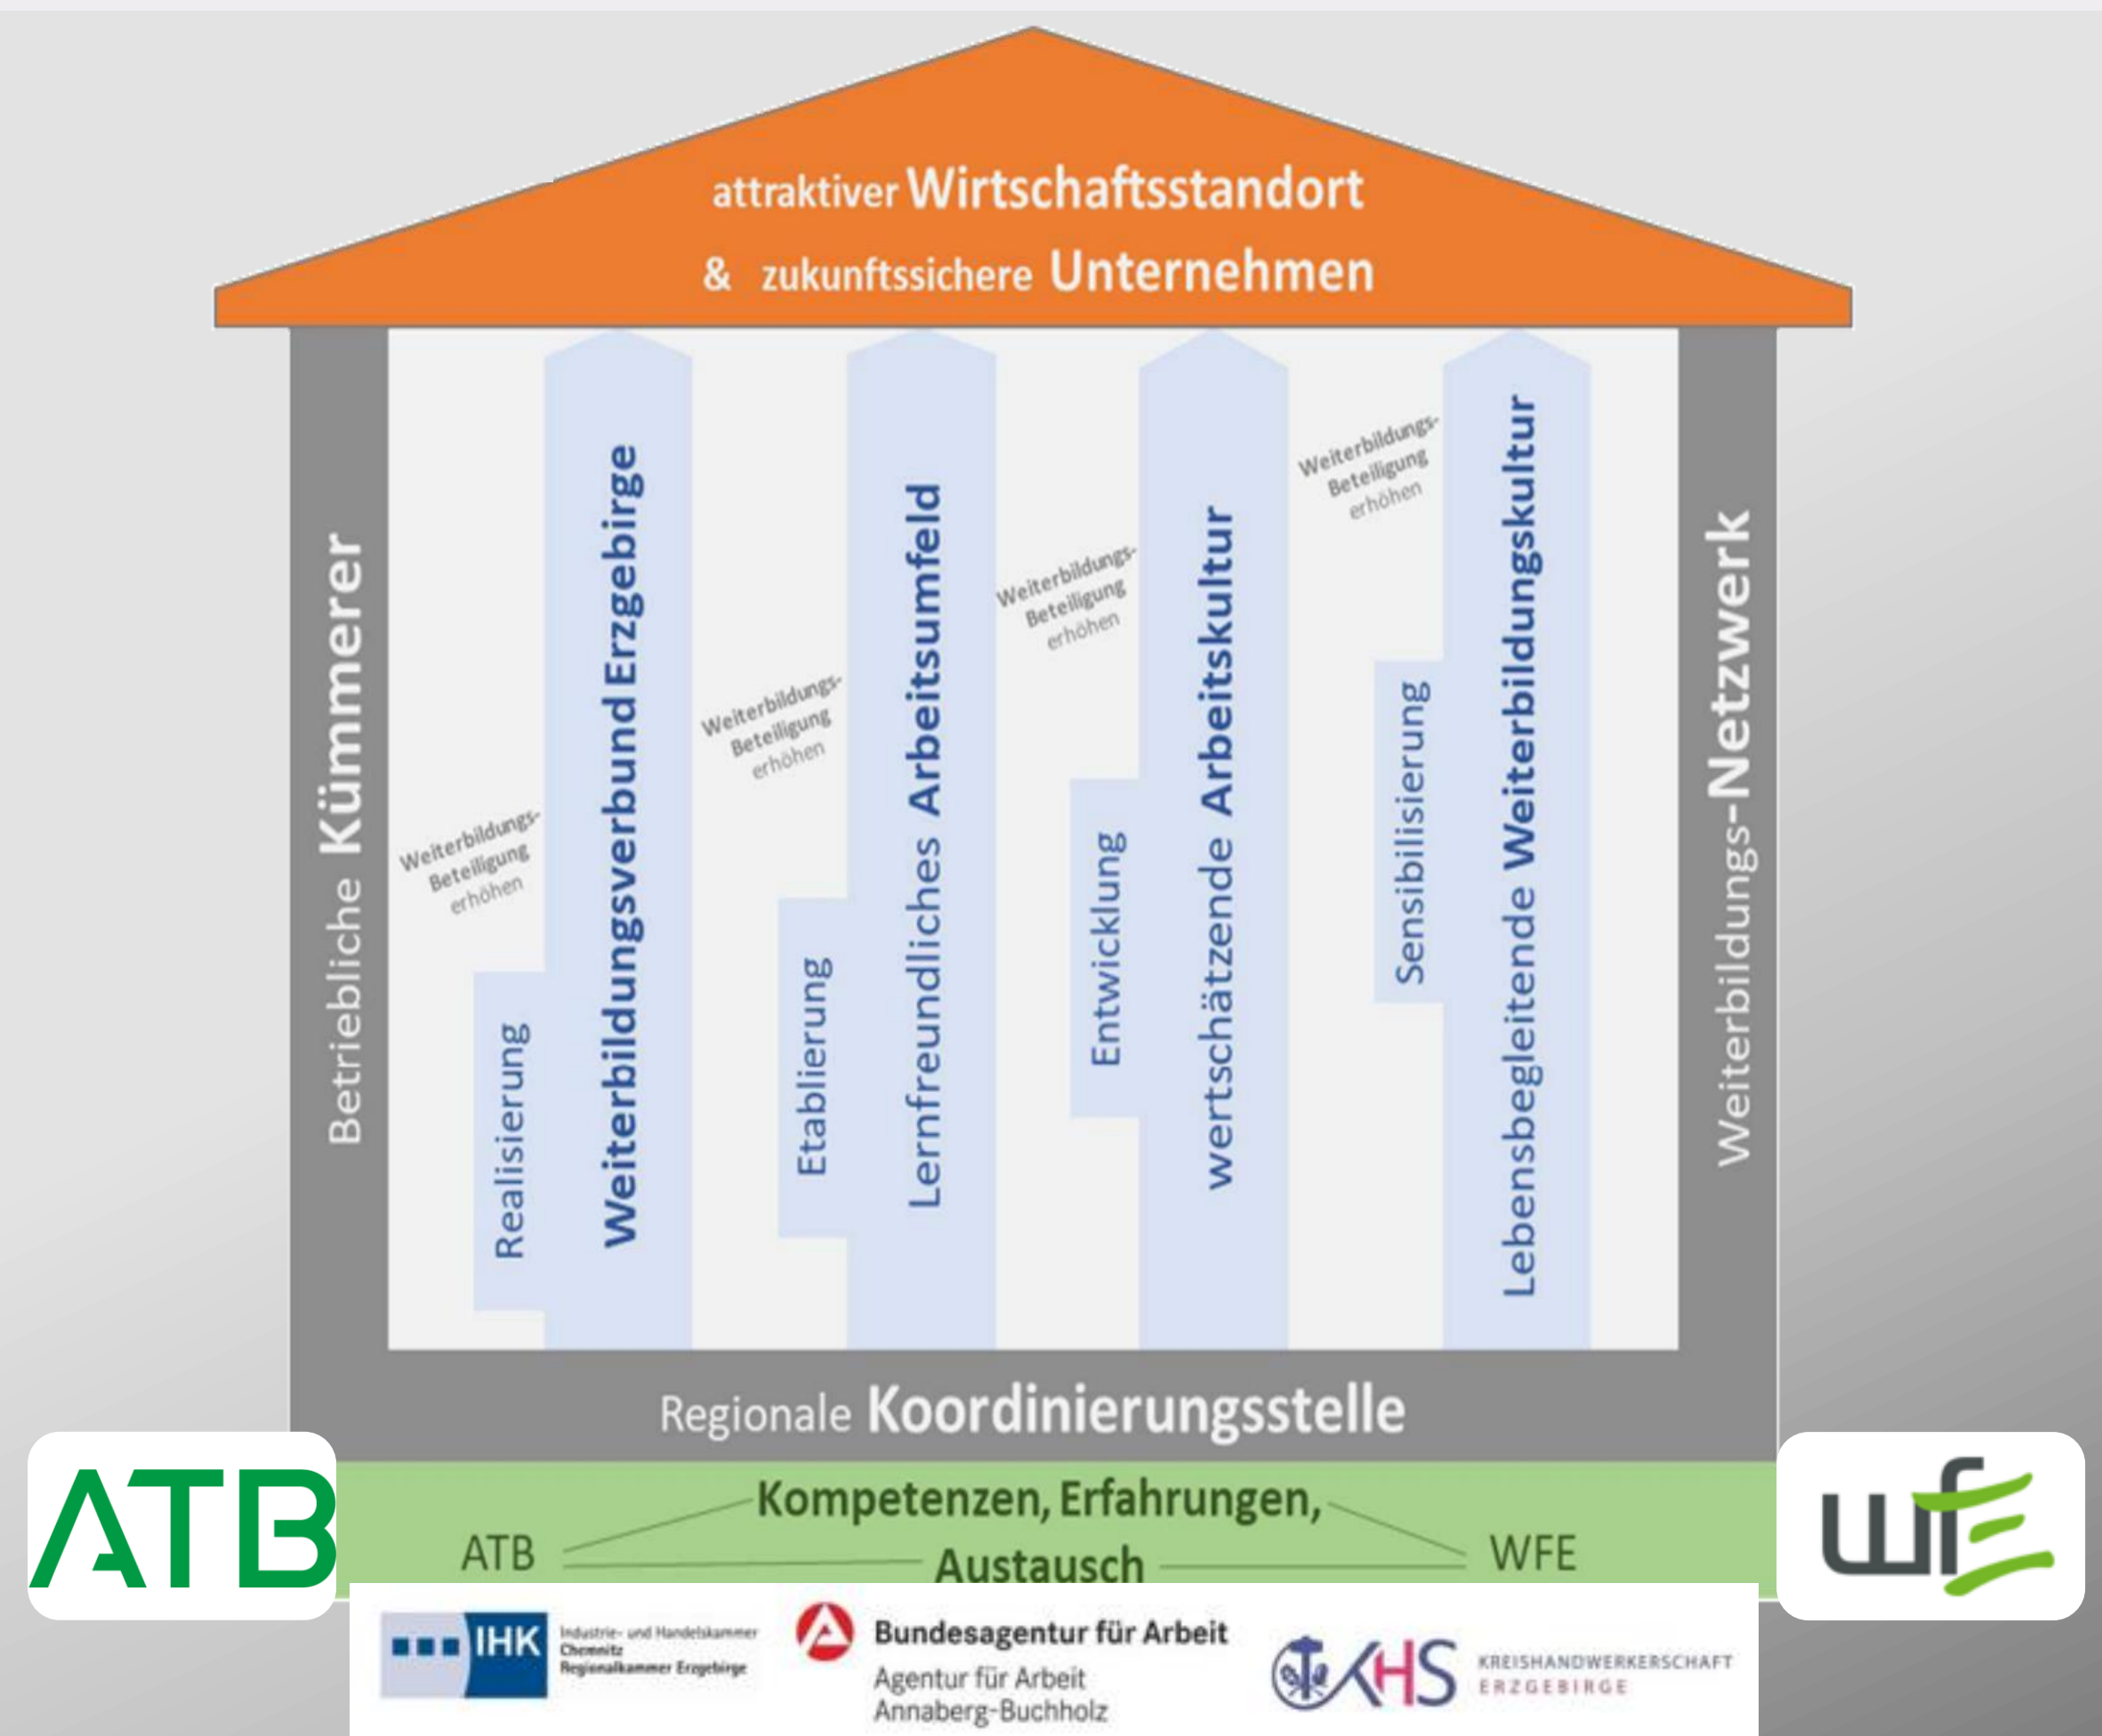 attraktiver Wirtschaftsstandort
& zukunftssichere Unternehmen
Betriebliche Kümmerer
Weiterbildungs-
Beteiligung
erhöhen
Realisierung
Weiterbildungsverbund Erzgebirge
Weiterbildungs-
Beteiligung
erhöhen
Etablierung
Lernfreundliches Arbeitsumfeld
Weiterbildungs-
Beteiligung
erhöhen
Entwicklung
wertschätzende Arbeitskultur
Weiterbildungs-
Beteiligung
erhöhen
Sensibilisierung
Lebensbegleitende Weiterbildungskultur
Weiterbildungs-Netzwerk
Regionale Koordinierungsstelle
ATB
Kompetenzen, Erfahrungen,
ATB
Austausch
WFE
wfE
IHK
Industrie- und Handelskammer
Chemnitz
Regionalkammer Erzgebirge
Bundesagentur für Arbeit
Agentur für Arbeit
Annaberg-Buchholz
KHS
KREISHANDWERKERSCHAFT
ERZGEBIRGE